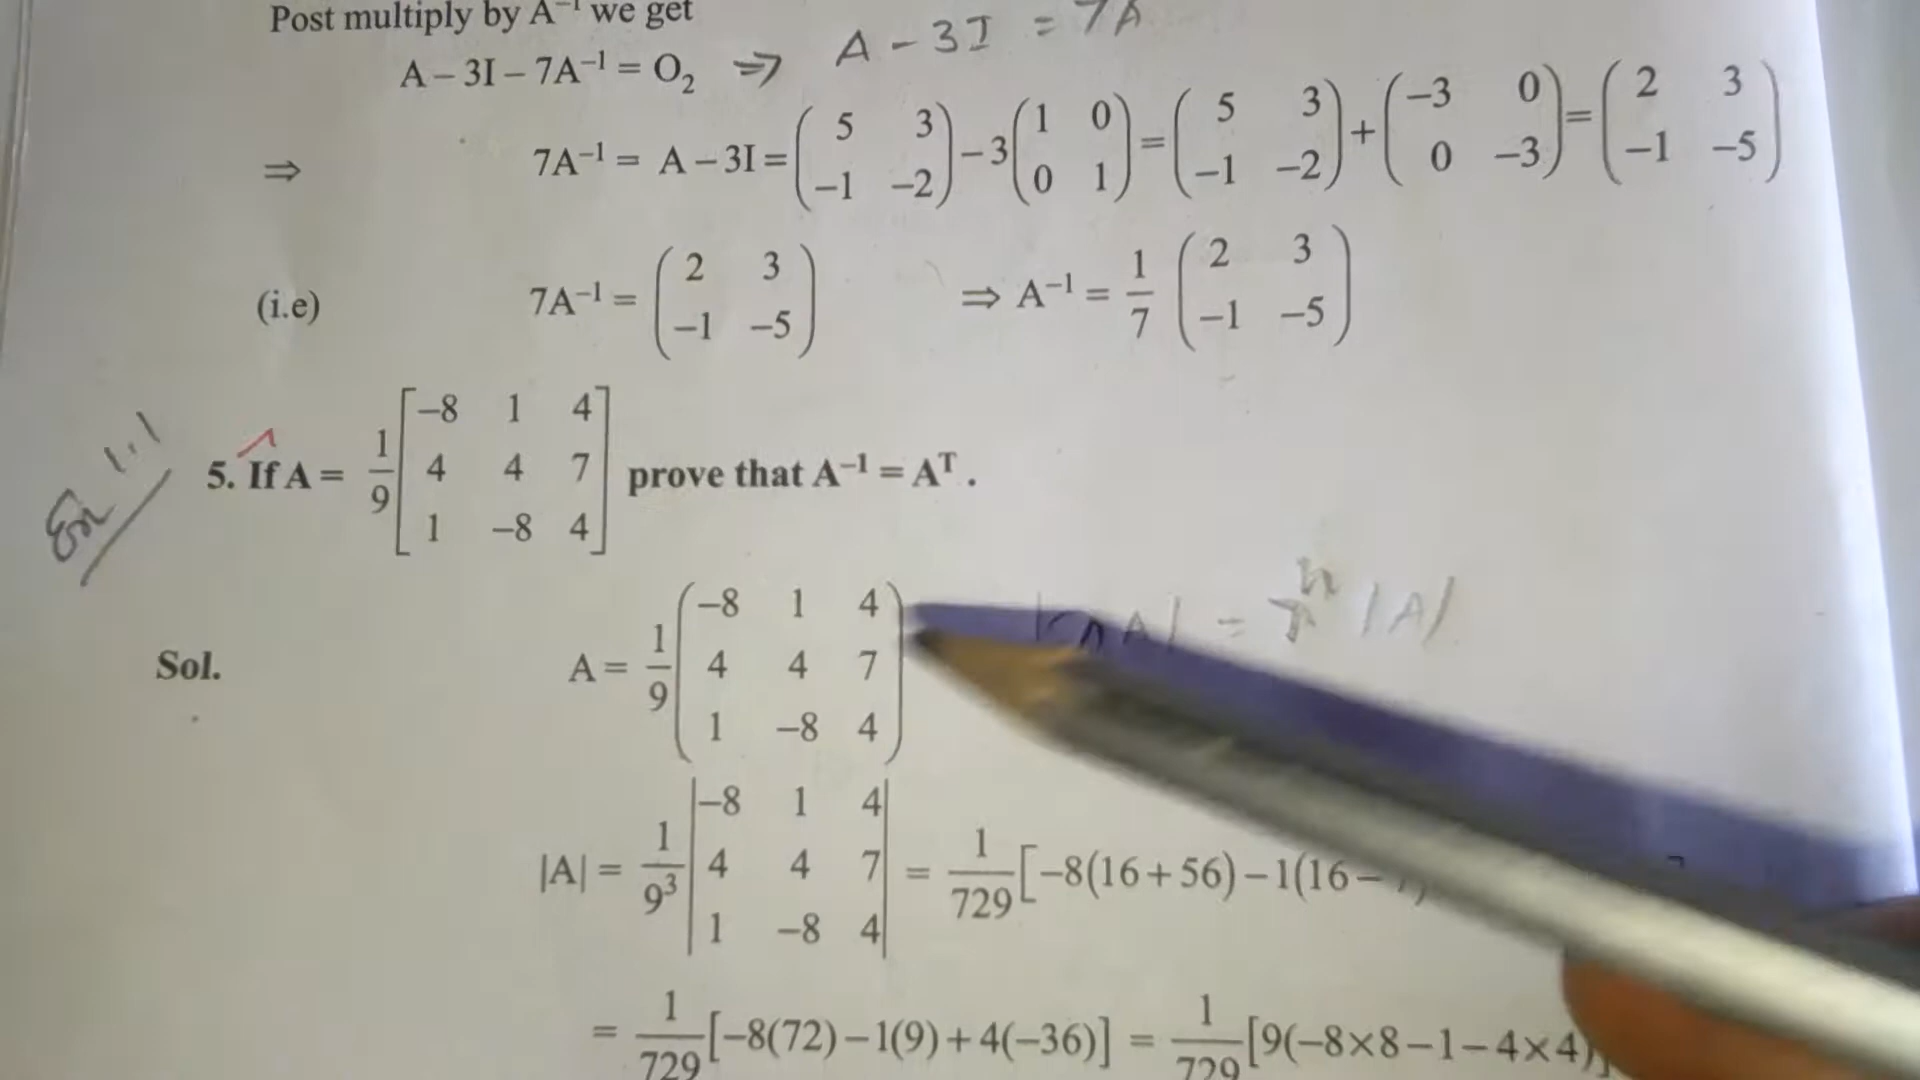 Post multiply by A⁻¹ we get
A – 3I – 7A⁻¹ = O₂ ⇒ A – 3I = 7A
⇒ 7A⁻¹ = A – 3I = ( 5 3 ; –1 –2 ) – 3 ( 1 0 ; 0 1 ) = ( 5 3 ; –1 –2 ) + ( –3 0 ; 0 –3 ) = ( 2 3 ; –1 –5 )
(i.e) 7A⁻¹ = ( 2 3 ; –1 –5 ) ⇒ A⁻¹ = 1/7 ( 2 3 ; –1 –5 )
Ex 1.1
5. If A = 1/9 [ –8 1 4 ; 4 4 7 ; 1 –8 4 ] prove that A⁻¹ = Aᵀ .
Sol. A = 1/9 ( –8 1 4 ; 4 4 7 ; 1 –8 4 )
A| = ⁿ |A|
|A| = 1/9³ | –8 1 4 ; 4 4 7 ; 1 –8 4 | = 1/729 [–8(16 + 56) – 1(16 –
= 1/729 [–8(72) – 1(9) + 4(–36)] = 1/729 [9(–8×8 – 1 – 4×4)]